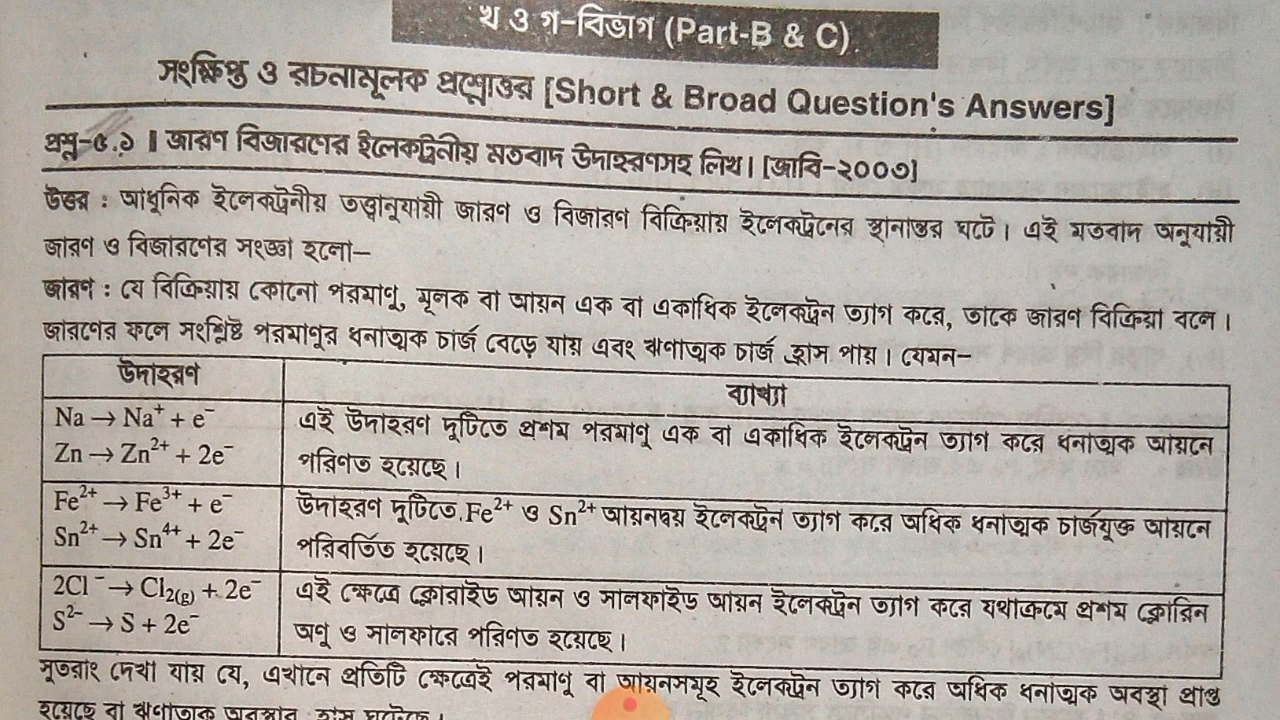 খ ও গ-বিভাগ (Part-B & C)
সংক্ষিপ্ত ও রচনামূলক প্রশ্নোত্তর [Short & Broad Question's Answers]
প্রশ্ন-৫.১ ॥ জারণ বিজারণের ইলেকট্রনীয় মতবাদ উদাহরণসহ লিখ। [জাবি-২০০৩]
উত্তর : আধুনিক ইলেকট্রনীয় তত্ত্বানুযায়ী জারণ ও বিজারণ বিক্রিয়ায় ইলেকট্রনের স্থানান্তর ঘটে। এই মতবাদ অনুযায়ী
জারণ ও বিজারণের সংজ্ঞা হলো—
জারণ : যে বিক্রিয়ায় কোনো পরমাণু, মূলক বা আয়ন এক বা একাধিক ইলেকট্রন ত্যাগ করে, তাকে জারণ বিক্রিয়া বলে।
জারণের ফলে সংশ্লিষ্ট পরমাণুর ধনাত্মক চার্জ বেড়ে যায় এবং ঋণাত্মক চার্জ হ্রাস পায়। যেমন—
উদাহরণ
ব্যাখ্যা
Na → Na⁺ + e⁻
Zn → Zn²⁺ + 2e⁻
এই উদাহরণ দুটিতে প্রশম পরমাণু এক বা একাধিক ইলেকট্রন ত্যাগ করে ধনাত্মক আয়নে
পরিণত হয়েছে।
Fe²⁺ → Fe³⁺ + e⁻
Sn²⁺ → Sn⁴⁺ + 2e⁻
উদাহরণ দুটিতে Fe²⁺ ও Sn²⁺ আয়নদ্বয় ইলেকট্রন ত্যাগ করে অধিক ধনাত্মক চার্জযুক্ত আয়নে
পরিবর্তিত হয়েছে।
2Cl⁻ → Cl₂₍g₎ + 2e⁻
S²⁻ → S + 2e⁻
এই ক্ষেত্রে ক্লোরাইড আয়ন ও সালফাইড আয়ন ইলেকট্রন ত্যাগ করে যথাক্রমে প্রশম ক্লোরিন
অণু ও সালফারে পরিণত হয়েছে।
সুতরাং দেখা যায় যে, এখানে প্রতিটি ক্ষেত্রেই পরমাণু বা আয়নসমূহ ইলেকট্রন ত্যাগ করে অধিক ধনাত্মক অবস্থা প্রাপ্ত
হয়েছে বা ঋণাত্মক অবস্থার হ্রাস ঘটেছে।